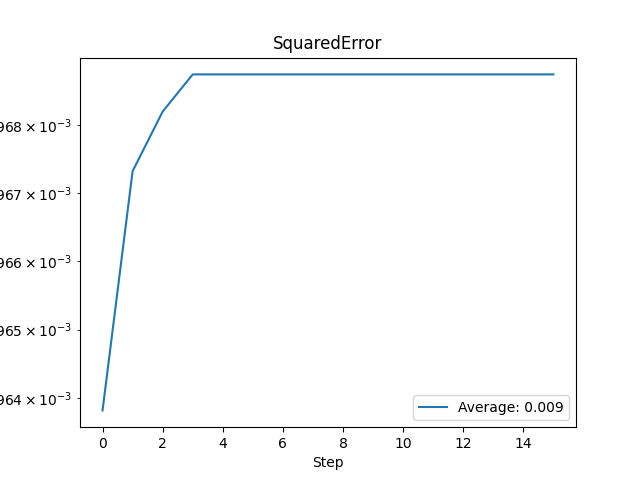 SquaredError
968 × 10⁻³
967 × 10⁻³
966 × 10⁻³
965 × 10⁻³
964 × 10⁻³
Average: 0.009
0 2 4 6 8 10 12 14
Step